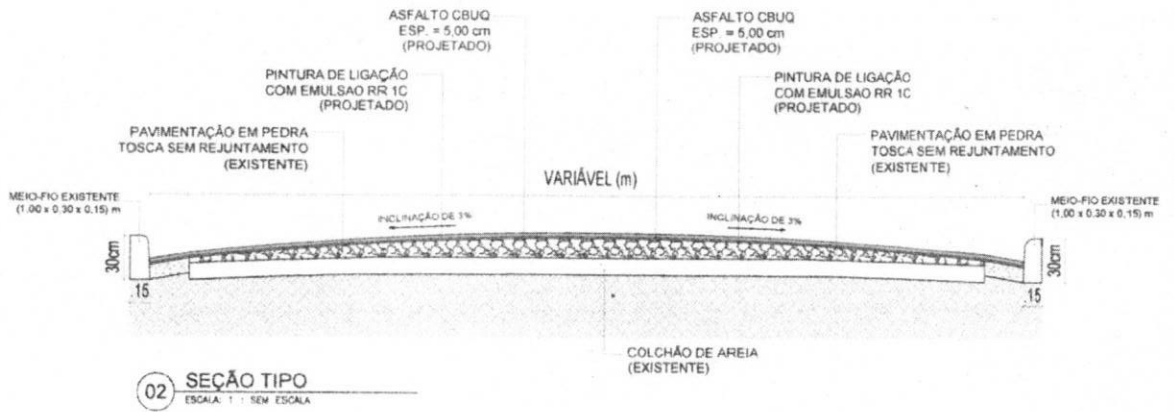 ASFALTO CBUQ
ESP. = 5,00 cm
(PROJETADO)
ASFALTO CBUQ
ESP. = 5,00 cm
(PROJETADO)
PINTURA DE LIGAÇÃO
COM EMULSAO RR 1C
(PROJETADO)
PINTURA DE LIGAÇÃO
COM EMULSAO RR 1C
(PROJETADO)
PAVIMENTAÇÃO EM PEDRA
TOSCA SEM REJUNTAMENTO
(EXISTENTE)
PAVIMENTAÇÃO EM PEDRA
TOSCA SEM REJUNTAMENTO
(EXISTENTE)
VARIÁVEL (m)
MEIO-FIO EXISTENTE
(1,00 x 0,30 x 0,15) m
MEIO-FIO EXISTENTE
(1,00 x 0,30 x 0,15) m
INCLINAÇÃO DE 3%
INCLINAÇÃO DE 3%
30cm
30cm
.15
.15
COLCHÃO DE AREIA
(EXISTENTE)
02 SEÇÃO TIPO
ESCALA: 1 : SEM ESCALA